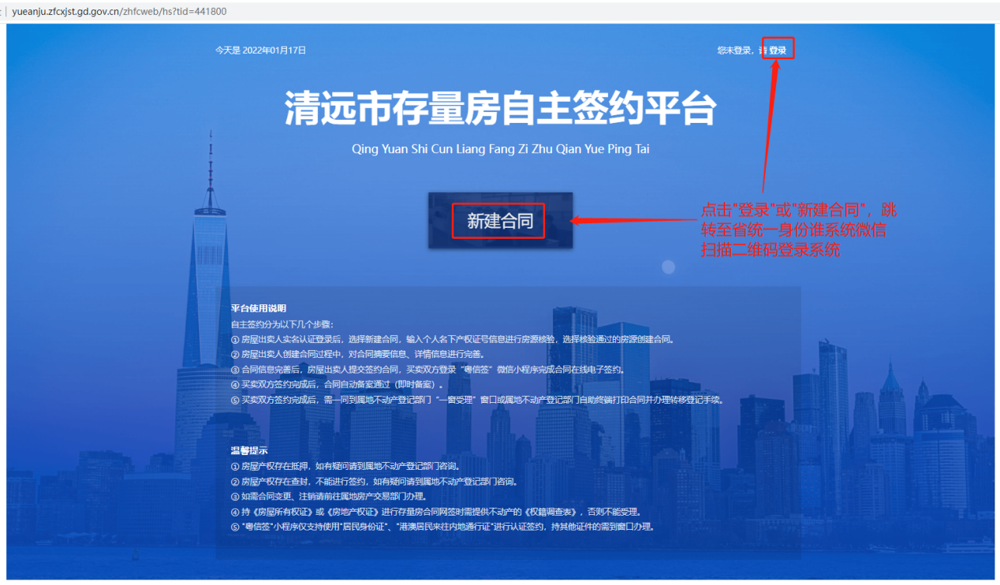 yueanju.zfcxjst.gd.gov.cn/zhfcweb/hs?tid=441800
今天是 2022年01月17日
您未登录，请 登录
清远市存量房自主签约平台
Qing Yuan Shi Cun Liang Fang Zi Zhu Qian Yue Ping Tai
新建合同
点击"登录"或"新建合同"，跳
转至省统一身份谁系统微信
扫描二维码登录系统
平台使用说明
自主签约分为以下几个步骤：
① 房屋出卖人实名认证登录后，选择新建合同，输入个人名下产权证号信息进行房源核验，选择核验通过的房源创建合同。
② 房屋出卖人创建合同过程中，对合同摘要信息、详情信息进行完善。
③ 合同信息完善后，房屋出卖人提交签约合同，买卖双方登录“粤信签”微信小程序完成合同在线电子签约。
④ 买卖双方签约完成后，合同自动备案通过（即时备案）.
⑤ 买卖双方签约完成后，需一同到属地不动产登记部门“一窗受理”窗口或属地不动产登记部门自助终端打印合同并办理转移登记手续。
温馨提示
① 房屋产权存在抵押，如有疑问请到属地不动产登记部门咨询。
② 房屋产权存在查封，不能进行签约，如有疑问请到属地不动产登记部门咨询。
③ 如需合同变更、注销请前往属地房产交易部门办理。
④ 持《房屋所有权证》或《房地产权证》进行存量房合同网签时需提供不动产的《权籍调查表》，否则不能受理。
⑤ "粤信签"小程序仅支持使用"居民身份证"、"港澳居民来往内地通行证"进行认证签约，持其他证件的需到窗口办理。